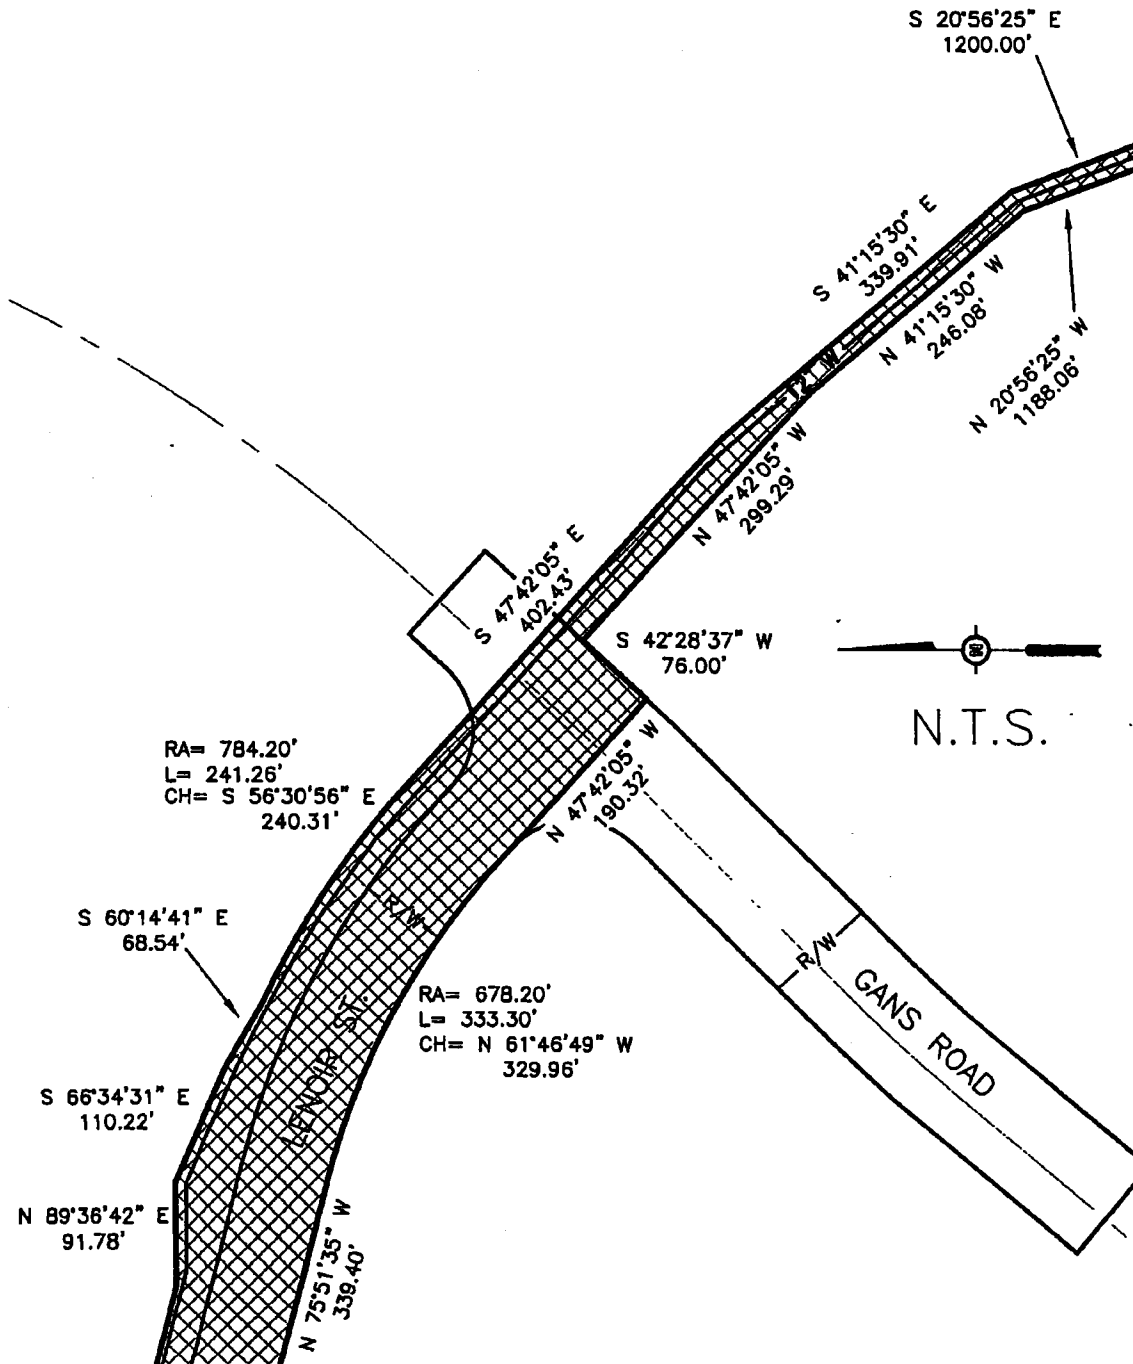 S 20°56'25" E
1200.00'
S 41°15'30" E
339.91'
N 41°15'30" W
246.08'
N 20°56'25" W
1188.06'
12' W
N 47°42'05" W
299.29'
S 47°42'05" E
402.43'
S 42°28'37" W
76.00'
N.T.S.
N 47°42'05" W
190.32'
RA= 784.20'
L= 241.26'
CH= S 56°30'56" E
240.31'
R/W
S 60°14'41" E
68.54'
R/W
GANS ROAD
RA= 678.20'
L= 333.30'
CH= N 61°46'49" W
329.96'
LENOIR ST.
S 66°34'31" E
110.22'
N 89°36'42" E
91.78'
N 75°51'35" W
339.40'